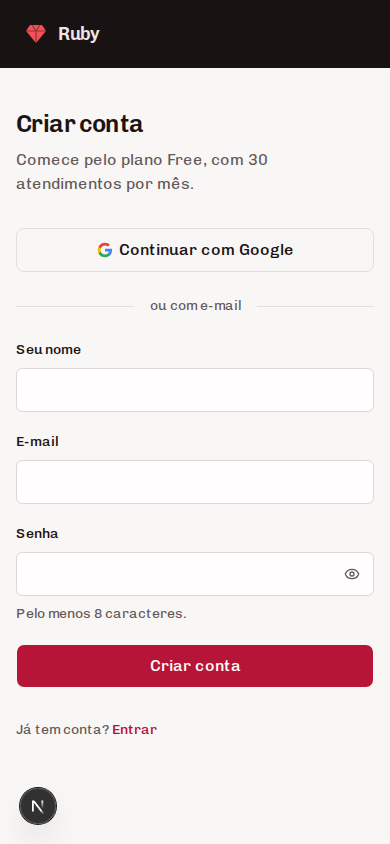 Ruby
Criar conta
Comece pelo plano Free, com 30
atendimentos por mês.
Continuar com Google
ou com e-mail
Seu nome
E-mail
Senha
Pelo menos 8 caracteres.
Criar conta
Já tem conta? Entrar
N